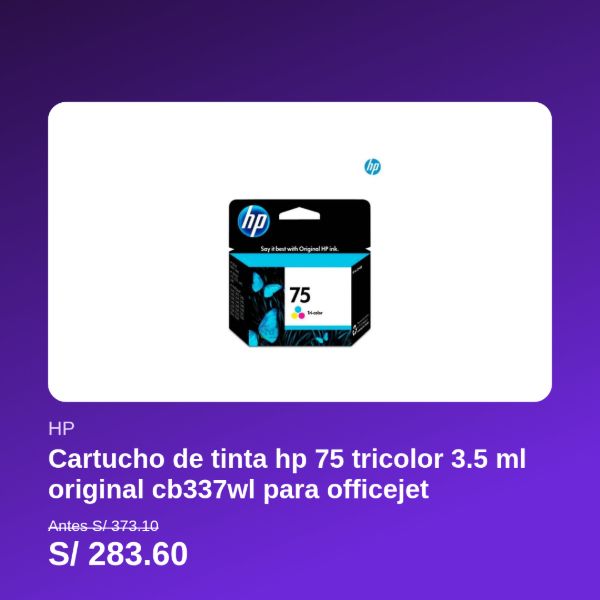 hp
hp
Say it best with Original HP ink.
75
Tri-color
HP
Cartucho de tinta hp 75 tricolor 3.5 ml
original cb337wl para officejet
Antes S/ 373.10
S/ 283.60